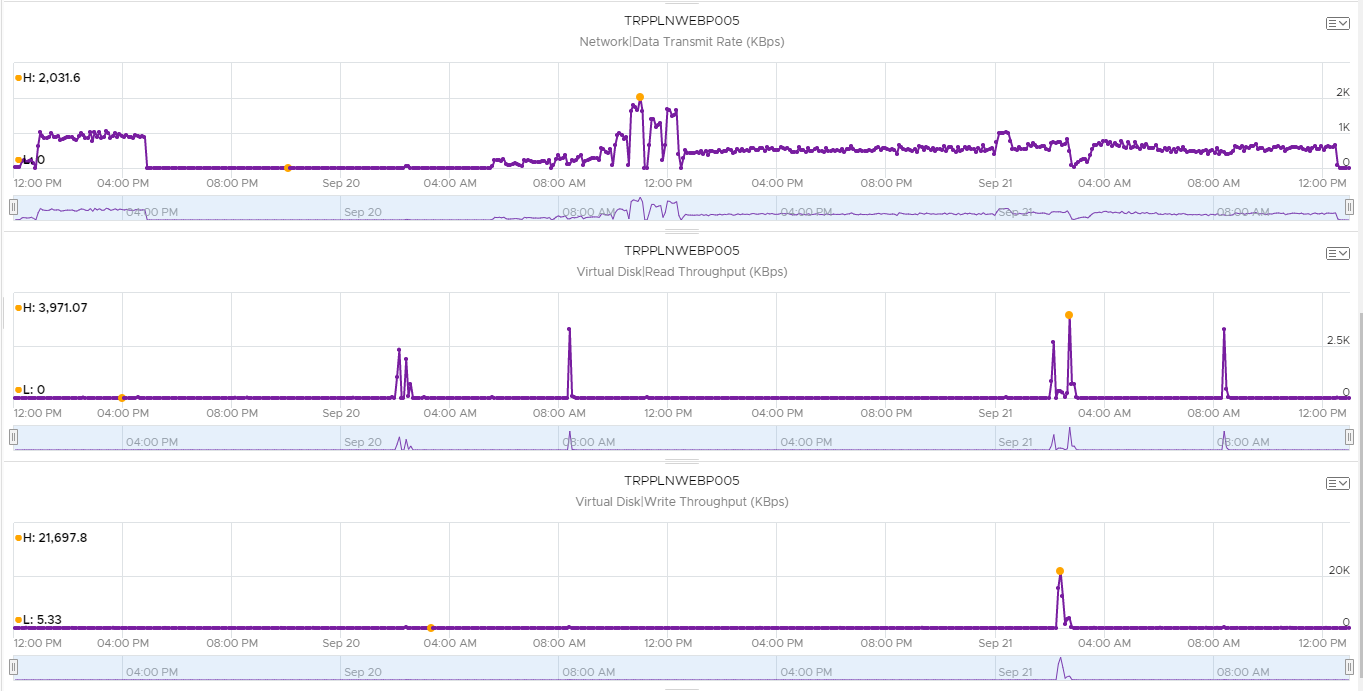 TRPPLNWEBP005
Network|Data Transmit Rate (KBps)
H: 2,031.6
2K
1K
L: 0
0
12:00 PM 04:00 PM 08:00 PM Sep 20 04:00 AM 08:00 AM 12:00 PM 04:00 PM 08:00 PM Sep 21 04:00 AM 08:00 AM 12:00 PM
04:00 PM Sep 20 08:00 AM 04:00 PM Sep 21 08:00 AM
TRPPLNWEBP005
Virtual Disk|Read Throughput (KBps)
H: 3,971.07
2.5K
L: 0
0
12:00 PM 04:00 PM 08:00 PM Sep 20 04:00 AM 08:00 AM 12:00 PM 04:00 PM 08:00 PM Sep 21 04:00 AM 08:00 AM 12:00 PM
04:00 PM Sep 20 08:00 AM 04:00 PM Sep 21 08:00 AM
TRPPLNWEBP005
Virtual Disk|Write Throughput (KBps)
H: 21,697.8
20K
L: 5.33
0
12:00 PM 04:00 PM 08:00 PM Sep 20 04:00 AM 08:00 AM 12:00 PM 04:00 PM 08:00 PM Sep 21 04:00 AM 08:00 AM 12:00 PM
04:00 PM Sep 20 08:00 AM 04:00 PM Sep 21 08:00 AM